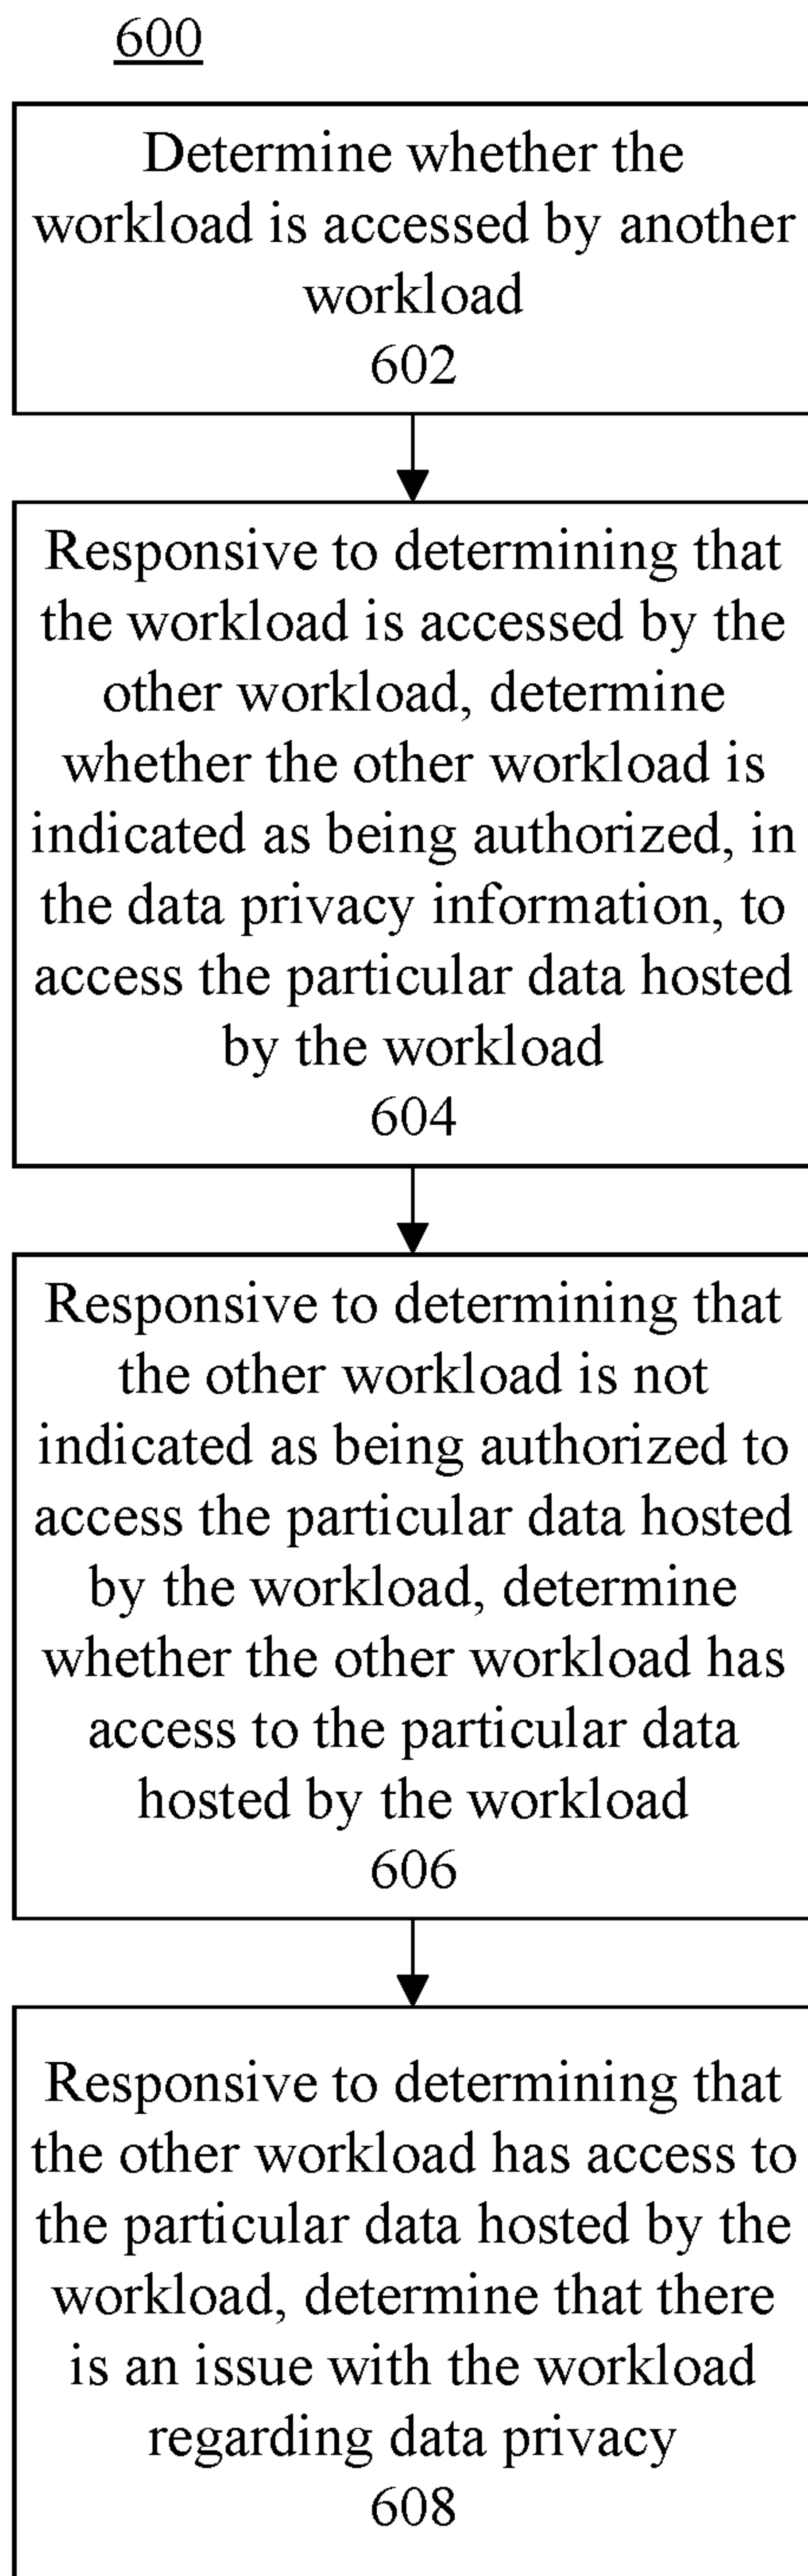 600
Determine whether the
workload is accessed by another
workload
602
Responsive to determining that
the workload is accessed by the
other workload, determine
whether the other workload is
indicated as being authorized, in
the data privacy information, to
access the particular data hosted
by the workload
604
Responsive to determining that
the other workload is not
indicated as being authorized to
access the particular data hosted
by the workload, determine
whether the other workload has
access to the particular data
hosted by the workload
606
Responsive to determining that
the other workload has access to
the particular data hosted by the
workload, determine that there
is an issue with the workload
regarding data privacy
608